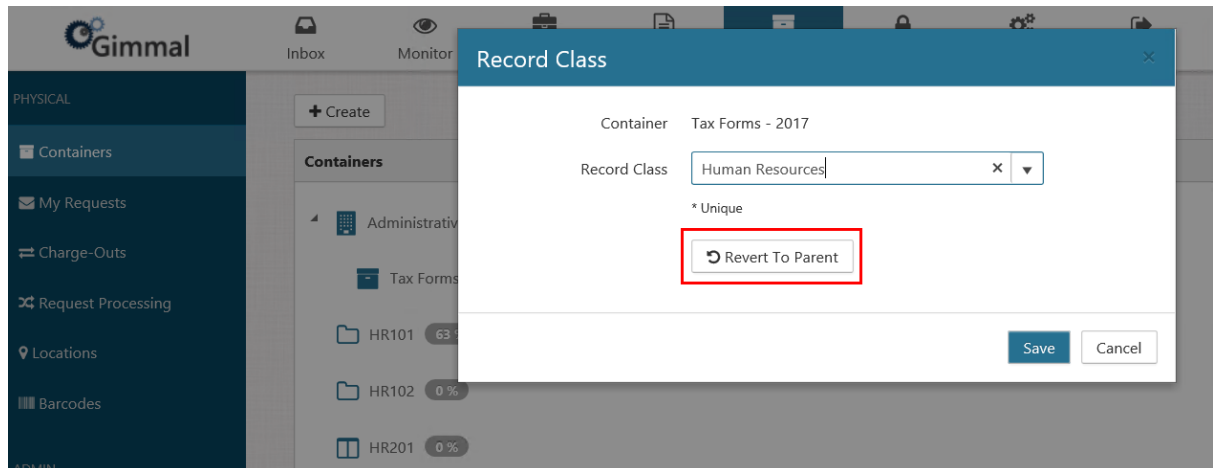 Gimmal
Inbox
Monitor
PHYSICAL
Containers
My Requests
Charge-Outs
Request Processing
Locations
Barcodes
ADMIN
Create
Containers
Administrativ
Tax Forms
HR101 63 %
HR102 0 %
HR201 0 %
Record Class ×
Container Tax Forms - 2017
Record Class Human Resources ×
* Unique
Revert To Parent
Save Cancel